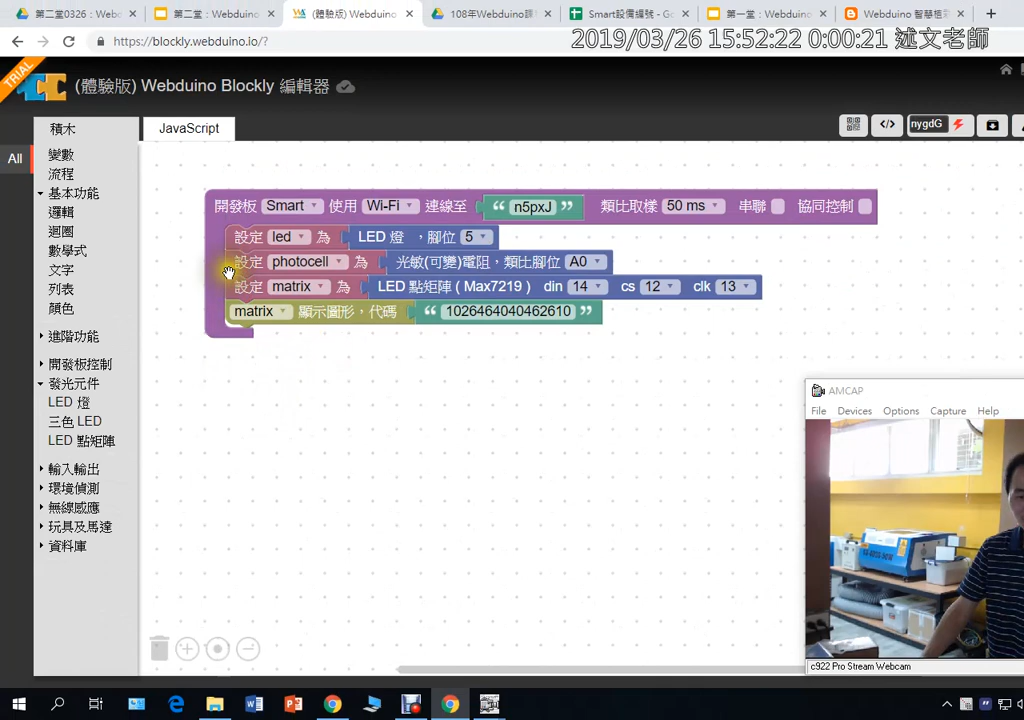 第二堂0326：Webd
第二堂：Webduino
(體驗版) Webduino
108年Webduino課
Smart設備編號 - Go
第一堂：Webduino
Webduino 智慧植
https://blockly.webduino.io/?
2019/03/26 15:52:22 0:00:21 述文老師
TRIAL
(體驗版) Webduino Blockly 編輯器
積木
JavaScript
</>
nygdG
All
變數
流程
基本功能
邏輯
迴圈
數學式
文字
列表
顏色
進階功能
開發板控制
發光元件
LED 燈
三色 LED
LED 點矩陣
輸入輸出
環境偵測
無線感應
玩具及馬達
資料庫
開發板 Smart 使用 Wi-Fi 連線至 “ n5pxJ ” 類比取樣 50 ms 串聯 協同控制
設定 led 為 LED 燈 ，腳位 5
設定 photocell 為 光敏(可變)電阻，類比腳位 A0
設定 matrix 為 LED 點矩陣 ( Max7219 ) din 14 cs 12 clk 13
matrix 顯示圖形，代碼 “ 1026464040462610 ”
AMCAP
File Devices Options Capture Help
c922 Pro Stream Webcam